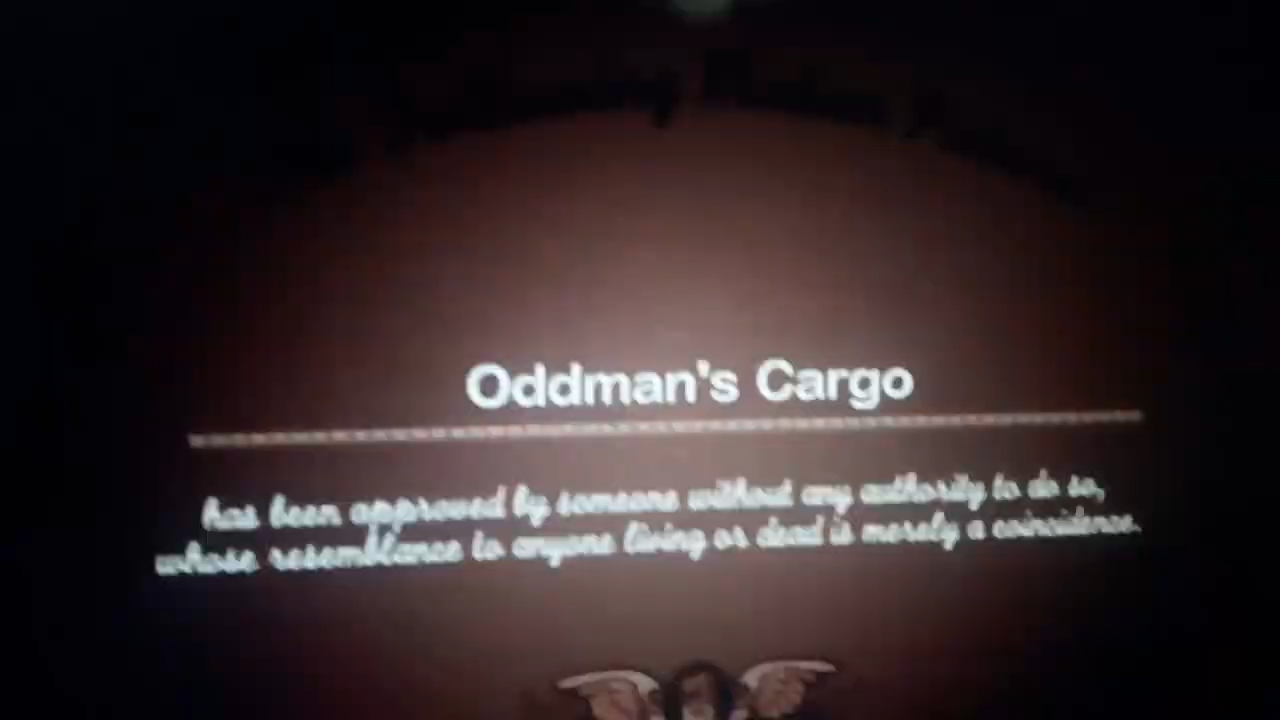 Oddman's Cargo
has been approved by someone without any authority to do so,
whose resemblance to anyone living or dead is merely a coincidence.